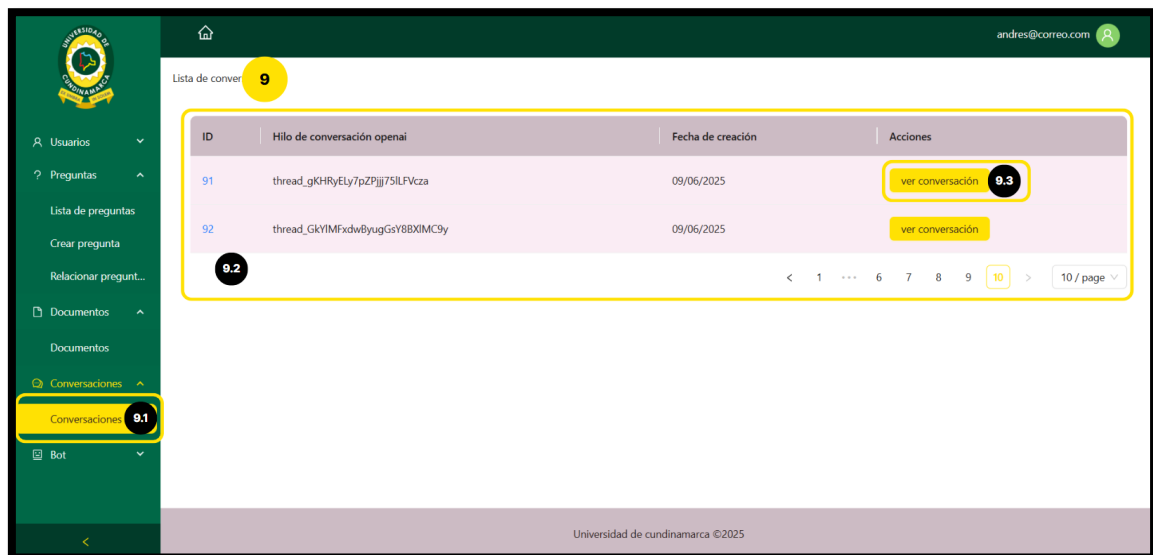 UNIVERSIDAD DE
CUNDINAMARCA
andres@correo.com
Lista de conver
9
Usuarios
Preguntas
Lista de preguntas
Crear pregunta
Relacionar pregunt...
Documentos
Documentos
Conversaciones
Conversaciones 9.1
Bot
<
ID Hilo de conversación openai Fecha de creación Acciones
91 thread_gKHRyELy7pZPjjj75lLFVcza 09/06/2025 ver conversación 9.3
92 thread_GkYlMFxdwByugGsY8BXlMC9y 09/06/2025 ver conversación
9.2
< 1 ••• 6 7 8 9 10 > 10 / page
Universidad de cundinamarca ©2025